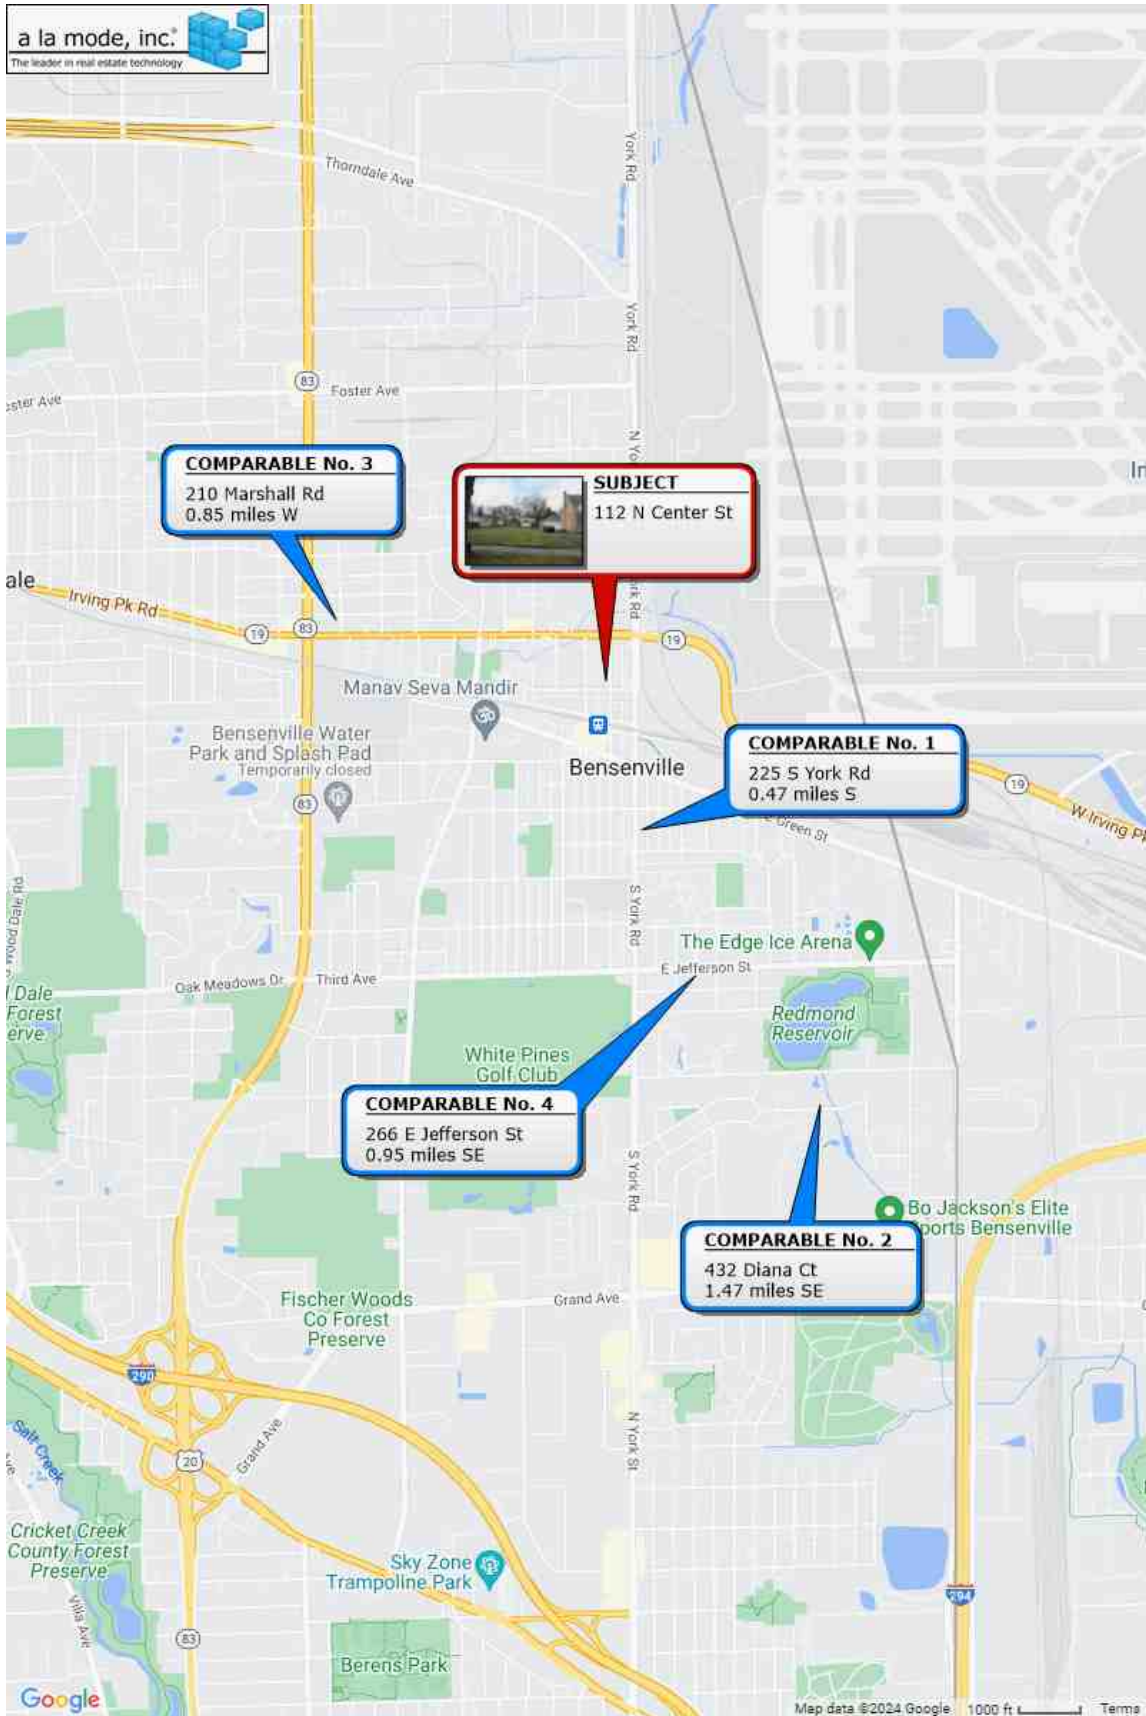 a la mode, inc.®
The leader in real estate technology
York Rd
Thorndale Ave
York Rd
83
Foster Ave
ester Ave
N Yo
In
COMPARABLE No. 3
210 Marshall Rd
0.85 miles W
SUBJECT
112 N Center St
ale
Irving Pk Rd
ork Rd
19
83
19
Manav Seva Mandir
Bensenville Water
Park and Splash Pad
Temporarily closed
Bensenville
COMPARABLE No. 1
225 S York Rd
0.47 miles S
19
83
W Irving Pk
E Green St
Wood Dale Rd
S York Rd
The Edge Ice Arena
E Jefferson St
Oak Meadows Dr
Third Ave
Dale
Forest
erve
Redmond
Reservoir
White Pines
Golf Club
COMPARABLE No. 4
266 E Jefferson St
0.95 miles SE
S York Rd
Bo Jackson's Elite
ports Bensenville
COMPARABLE No. 2
432 Diana Ct
1.47 miles SE
Fischer Woods
Co Forest
Preserve
Grand Ave
290
N York St
Salt Creek
Grand Ave
20
Cricket Creek
County Forest
Preserve
Sky Zone
Trampoline Park
294
Villa Ave
83
Berens Park
Google
Map data ©2024 Google
1000 ft
Terms